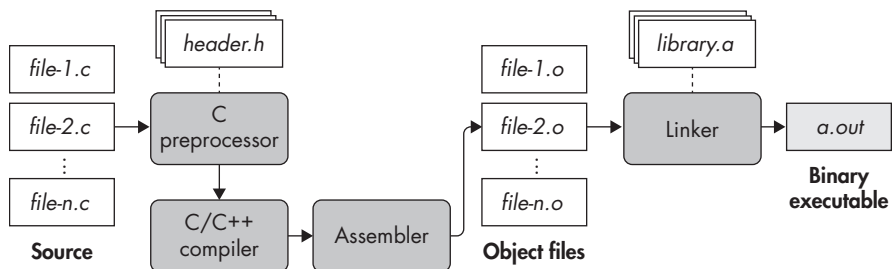 file-1.c
file-2.c
⋮
file-n.c
Source
header.h
C
preprocessor
C/C++
compiler
Assembler
file-1.o
file-2.o
⋮
file-n.o
Object files
library.a
Linker
a.out
Binary
executable